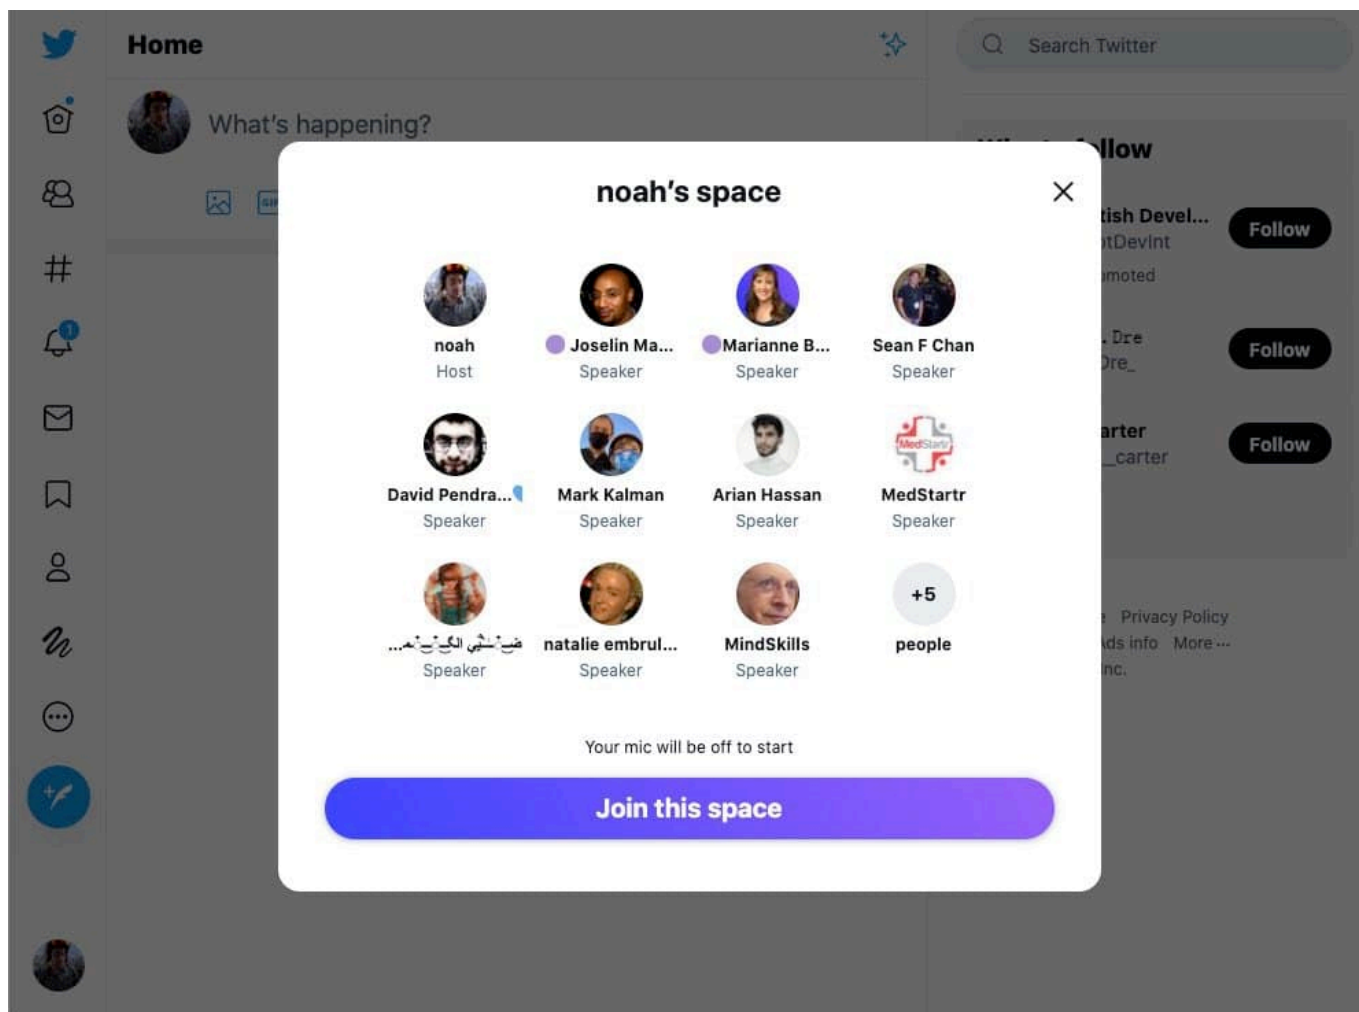 Home
Search Twitter
What's happening?
llow
noah's space
tish Devel...
Follow
tDevInt
moted
noah
Joselin Ma...
Marianne B...
Sean F Chan
. Dre
Follow
Host
Speaker
Speaker
Speaker
Dre_
MedStartr
arter
Follow
_carter
David Pendra...
Mark Kalman
Arian Hassan
MedStartr
Speaker
Speaker
Speaker
Speaker
+5
Privacy Policy
natalie embrul...
MindSkills
people
Ads info More ...
Speaker
Speaker
Speaker
Inc.
Your mic will be off to start
Join this space